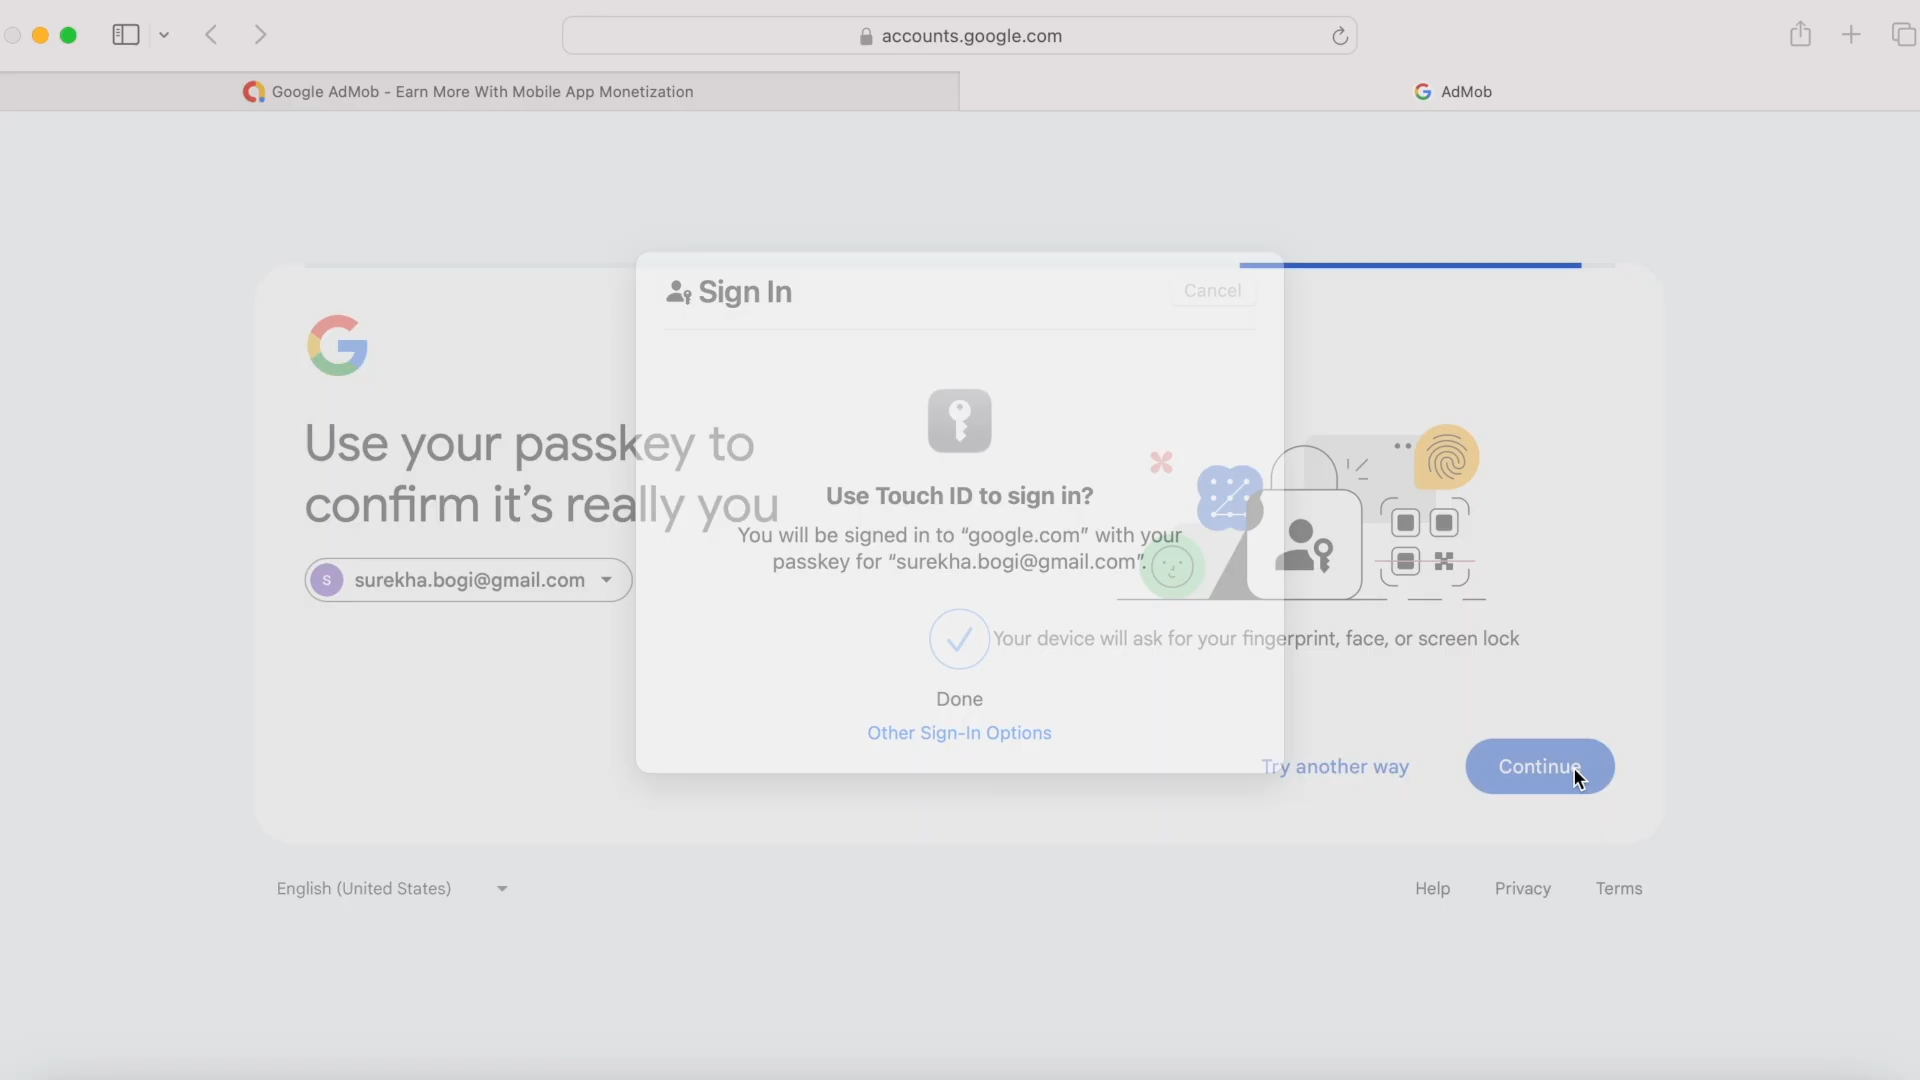 accounts.google.com
Google AdMob - Earn More With Mobile App Monetization
AdMob
Sign In
Cancel
Use your passkey to
confirm it's really you
S
surekha.bogi@gmail.com
Use Touch ID to sign in?
You will be signed in to “google.com” with your
passkey for “surekha.bogi@gmail.com”.
Your device will ask for your fingerprint, face, or screen lock
Done
Other Sign-In Options
Try another way
Continue
English (United States)
Help
Privacy
Terms